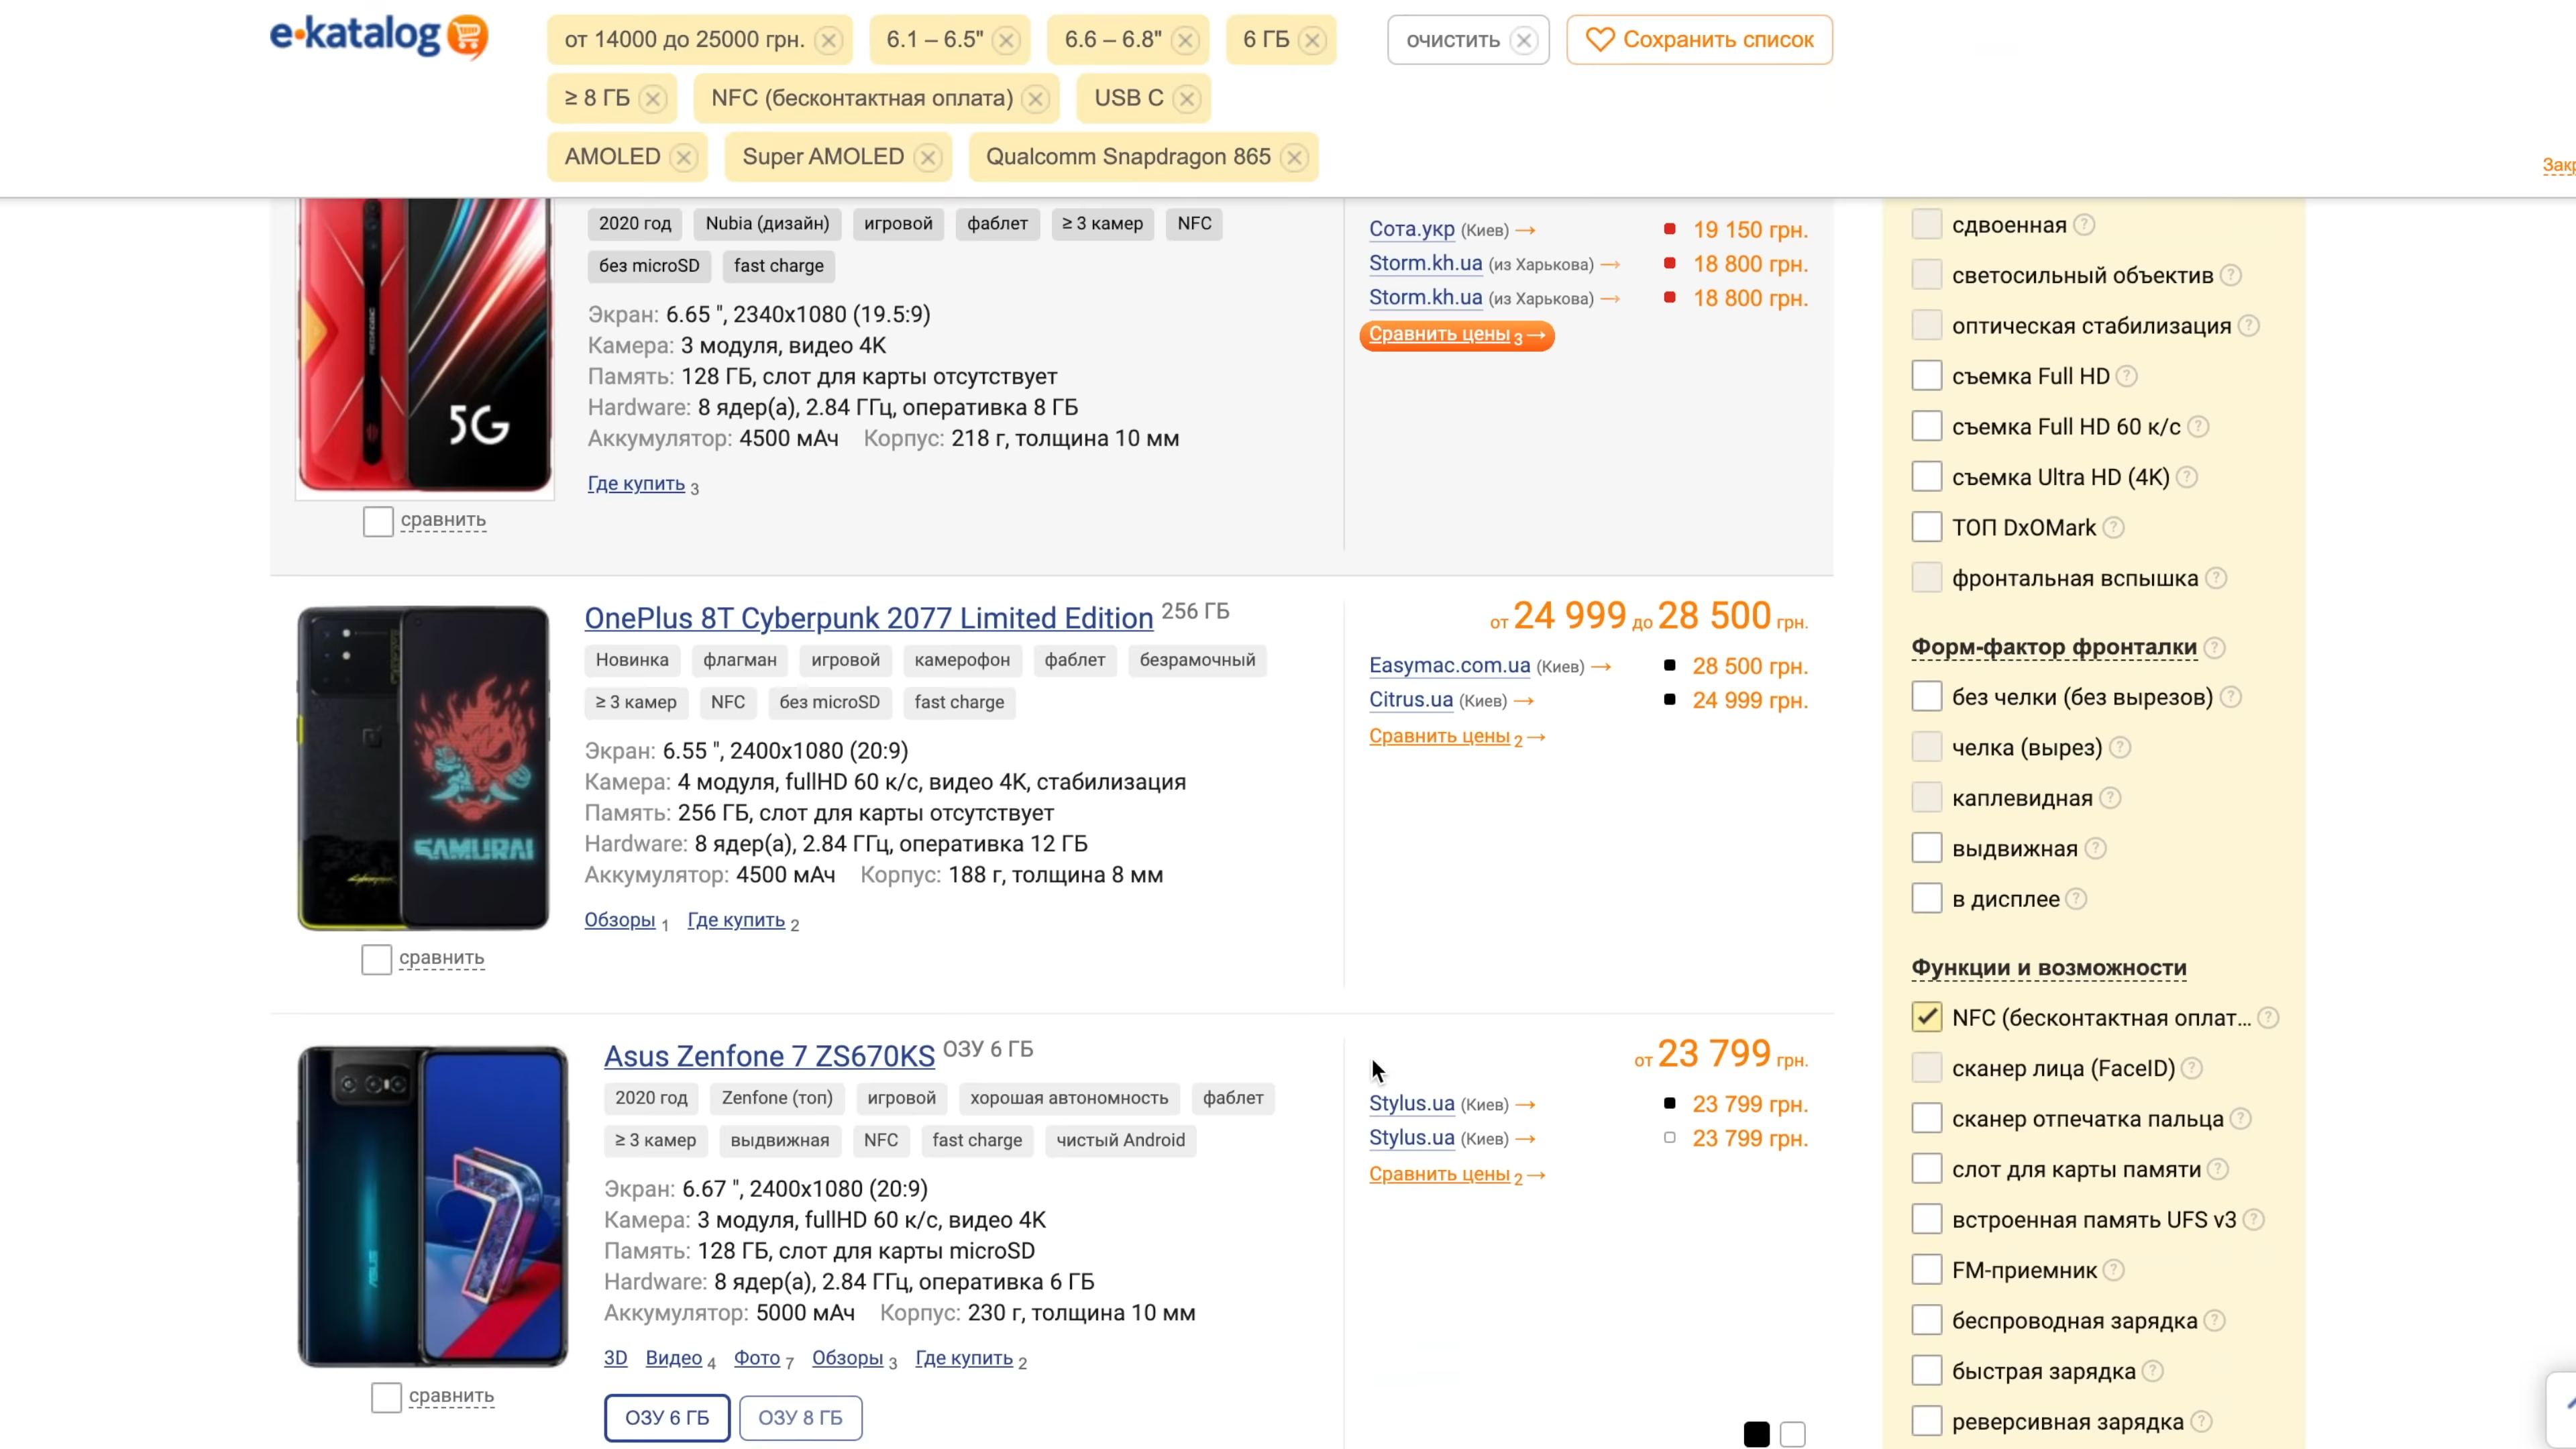 e-katalog
от 14000 до 25000 грн.
6.1 – 6.5"
6.6 – 6.8"
6 ГБ
очистить
Сохранить список
≥ 8 ГБ
NFC (бесконтактная оплата)
USB C
AMOLED
Super AMOLED
Qualcomm Snapdragon 865
5G
сравнить
2020 год
Nubia (дизайн)
игровой
фаблет
≥ 3 камер
NFC
без microSD
fast charge
Экран: 6.65 ", 2340x1080 (19.5:9)
Камера: 3 модуля, видео 4K
Память: 128 ГБ, слот для карты отсутствует
Hardware: 8 ядер(а), 2.84 ГГц, оперативка 8 ГБ
Аккумулятор: 4500 мАч Корпус: 218 г, толщина 10 мм
Где купить 3
Сота.укр (Киев) → 19 150 грн.
Storm.kh.ua (из Харькова) → 18 800 грн.
Storm.kh.ua (из Харькова) → 18 800 грн.
Сравнить цены 3 →
SAMURAI
сравнить
OnePlus 8T Cyberpunk 2077 Limited Edition 256 ГБ
Новинка
флагман
игровой
камерофон
фаблет
безрамочный
≥ 3 камер
NFC
без microSD
fast charge
Экран: 6.55 ", 2400x1080 (20:9)
Камера: 4 модуля, fullHD 60 к/с, видео 4K, стабилизация
Память: 256 ГБ, слот для карты отсутствует
Hardware: 8 ядер(а), 2.84 ГГц, оперативка 12 ГБ
Аккумулятор: 4500 мАч Корпус: 188 г, толщина 8 мм
Обзоры 1 Где купить 2
от 24 999 до 28 500 грн.
Easymac.com.ua (Киев) → 28 500 грн.
Citrus.ua (Киев) → 24 999 грн.
Сравнить цены 2 →
сравнить
Asus Zenfone 7 ZS670KS ОЗУ 6 ГБ
2020 год
Zenfone (топ)
игровой
хорошая автономность
фаблет
≥ 3 камер
выдвижная
NFC
fast charge
чистый Android
Экран: 6.67 ", 2400x1080 (20:9)
Камера: 3 модуля, fullHD 60 к/с, видео 4K
Память: 128 ГБ, слот для карты microSD
Hardware: 8 ядер(а), 2.84 ГГц, оперативка 6 ГБ
Аккумулятор: 5000 мАч Корпус: 230 г, толщина 10 мм
3D Видео 4 Фото 7 Обзоры 3 Где купить 2
ОЗУ 6 ГБ
ОЗУ 8 ГБ
от 23 799 грн.
Stylus.ua (Киев) → 23 799 грн.
Stylus.ua (Киев) → 23 799 грн.
Сравнить цены 2 →
сдвоенная
светосильный объектив
оптическая стабилизация
съемка Full HD
съемка Full HD 60 к/с
съемка Ultra HD (4K)
ТОП DxOMark
фронтальная вспышка
Форм-фактор фронталки
без челки (без вырезов)
челка (вырез)
каплевидная
выдвижная
в дисплее
Функции и возможности
NFC (бесконтактная оплат...
сканер лица (FaceID)
сканер отпечатка пальца
слот для карты памяти
встроенная память UFS v3
FM-приемник
беспроводная зарядка
быстрая зарядка
реверсивная зарядка